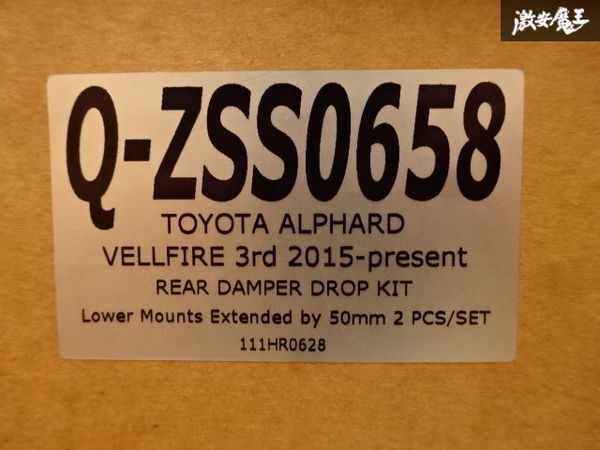 激安魔王
Q-ZSS0658
TOYOTA ALPHARD
VELLFIRE 3rd 2015-present
REAR DAMPER DROP KIT
Lower Mounts Extended by 50mm 2 PCS/SET
111HR0628